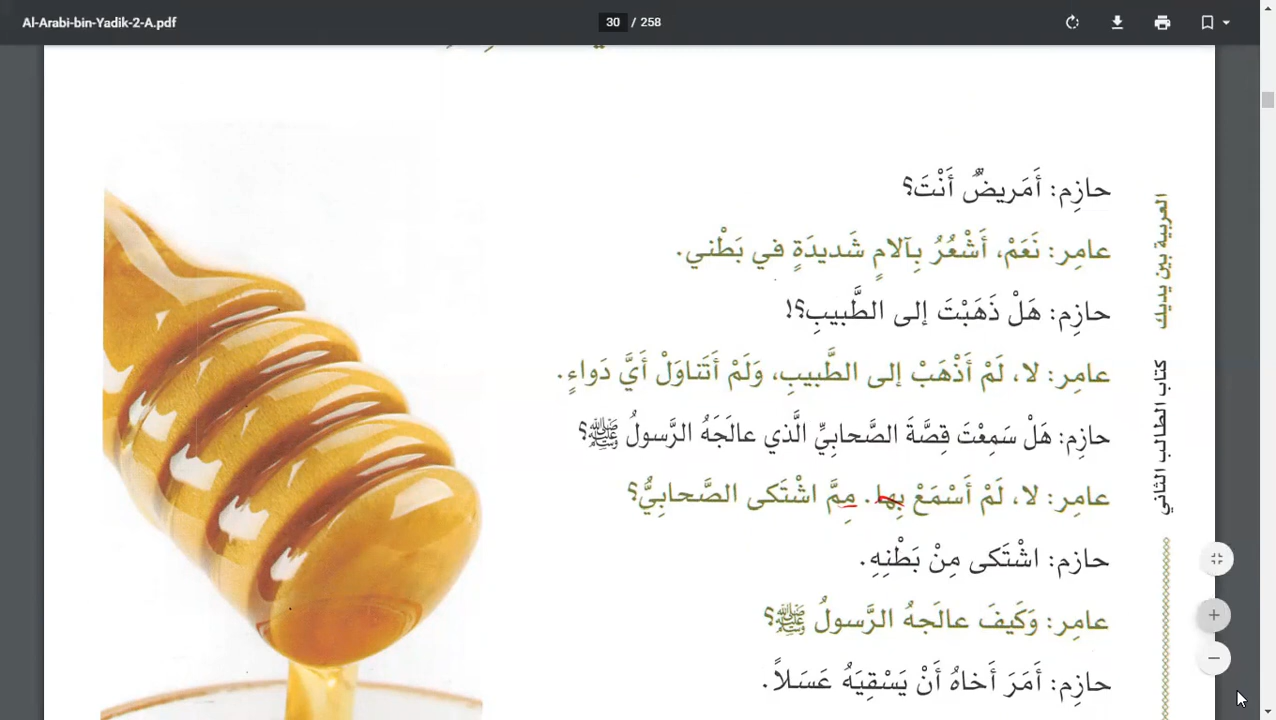 Al-Arabi-bin-Yadik-2-A.pdf
30 / 258
حازِم: أَمَريضٌ أَنْتَ؟
عامِر: نَعَمْ، أَشْعُرُ بِآلامٍ شَديدَةٍ في بَطْني.
حازِم: هَلْ ذَهَبْتَ إلى الطَّبيبِ؟!
عامِر: لا، لَمْ أَذْهَبْ إلى الطَّبيبِ، وَلَمْ أَتَناوَلْ أَيَّ دَواءٍ.
حازِم: هَلْ سَمِعْتَ قِصَّةَ الصَّحابِيِّ الَّذي عالَجَهُ الرَّسولُ ﷺ؟
عامِر: لا، لَمْ أَسْمَعْ بِها. مِمَّ اشْتَكى الصَّحابِيُّ؟
حازم: اشْتَكى مِنْ بَطْنِهِ.
عامِر: وَكَيفَ عالَجهُ الرَّسولُ ﷺ؟
حازِم: أَمَرَ أَخاهُ أَنْ يَسْقِيَهُ عَسَلاً.
العربية بين يديك
كتاب الطالب الثاني